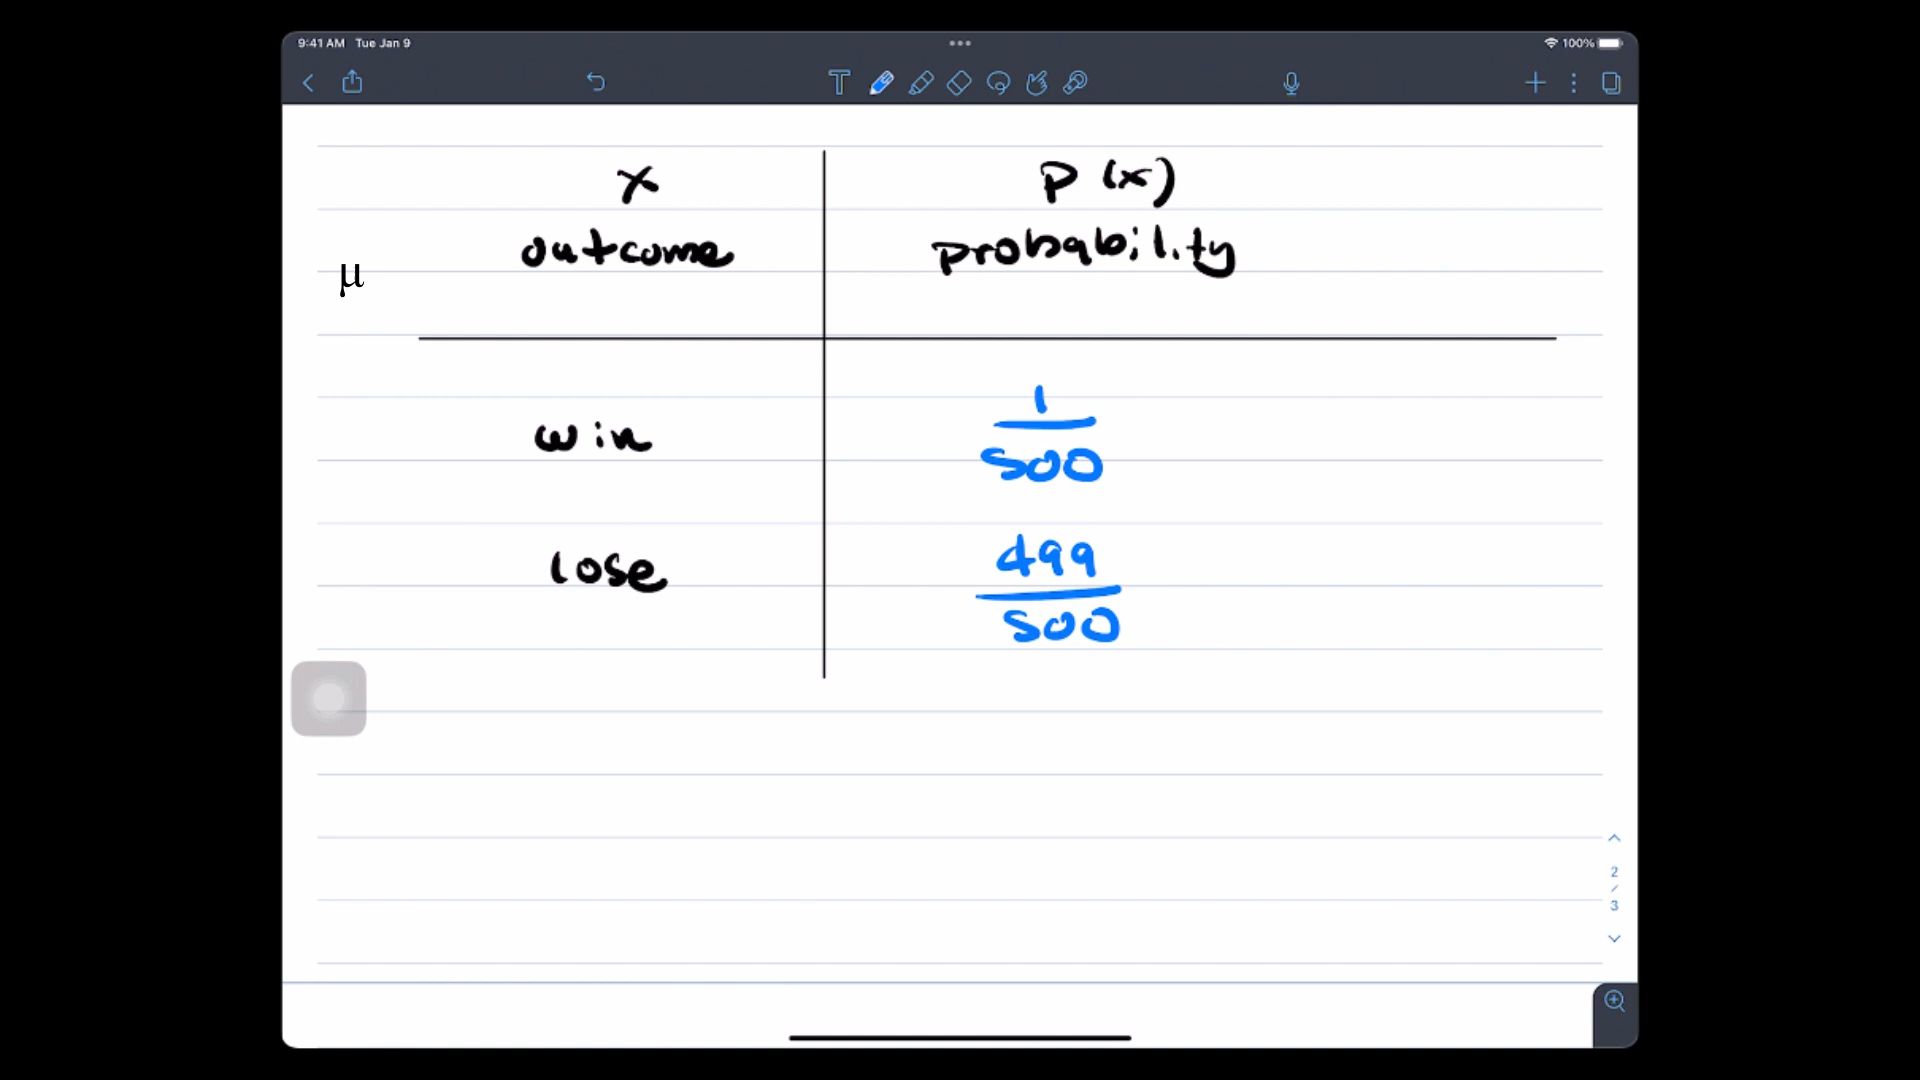 9:41 AM Tue Jan 9
100%
T
x
P (x)
outcome
probability
μ
win
1
500
lose
499
500
2
/
3